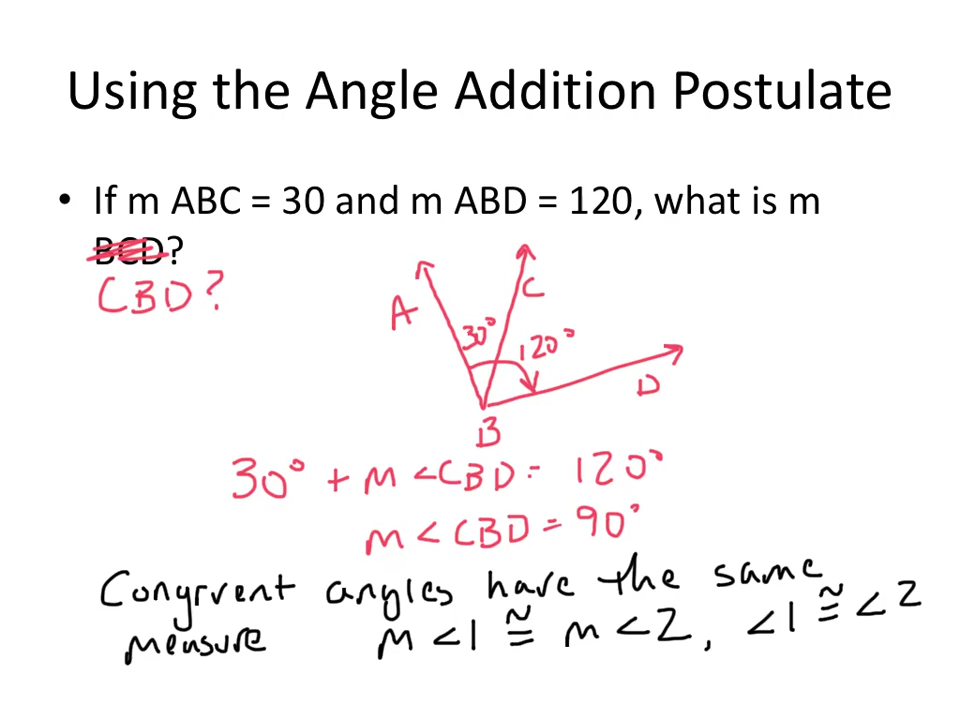 Using the Angle Addition Postulate
• If m ABC = 30 and m ABD = 120, what is m
BCD?
CBD?
A
C
30°
120°
D
B
30° + m <CBD = 120°
m < CBD = 90°
Congrvent angles have the same
measure m <1 ≅ m <2, <1 ≅ <2